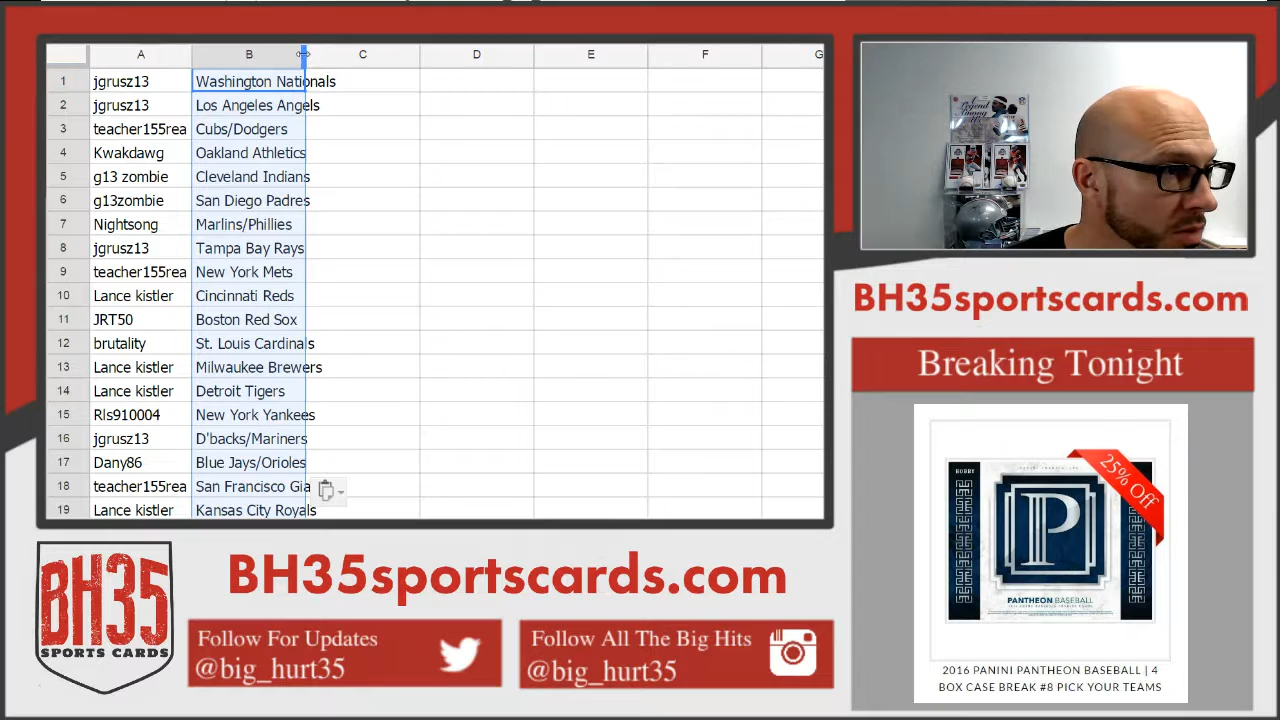 A B C D E F G
1 jgrusz13 Washington Nationals
2 jgrusz13 Los Angeles Angels
3 teacher155rea Cubs/Dodgers
4 Kwakdawg Oakland Athletics
5 g13 zombie Cleveland Indians
6 g13zombie San Diego Padres
7 Nightsong Marlins/Phillies
8 jgrusz13 Tampa Bay Rays
9 teacher155rea New York Mets
10 Lance kistler Cincinnati Reds
11 JRT50 Boston Red Sox
12 brutality St. Louis Cardinals
13 Lance kistler Milwaukee Brewers
14 Lance kistler Detroit Tigers
15 Rls910004 New York Yankees
16 jgrusz13 D'backs/Mariners
17 Dany86 Blue Jays/Orioles
18 teacher155rea San Francisco Gia
19 Lance kistler Kansas City Royals
BH35sportscards.com
Breaking Tonight
25% Off
HOBBY
P
PANTHEON BASEBALL
2016 PANINI PANTHEON BASEBALL | 4
BOX CASE BREAK #8 PICK YOUR TEAMS
BH35
SPORTS CARDS
BH35sportscards.com
Follow For Updates
@big_hurt35
Follow All The Big Hits
@big_hurt35